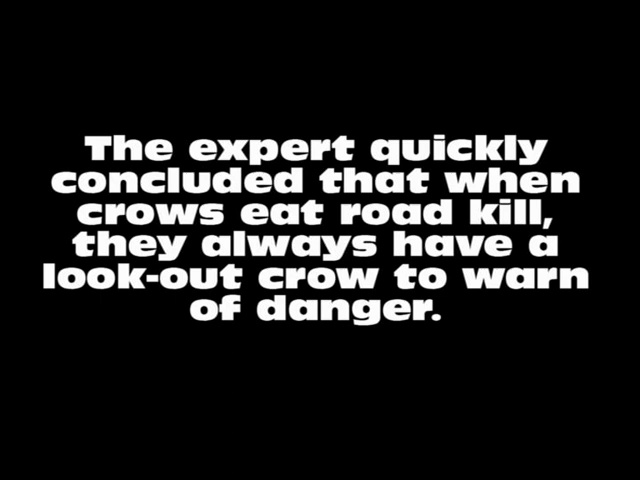 The expert quickly
concluded that when
crows eat road kill,
they always have a
look-out crow to warn
of danger.